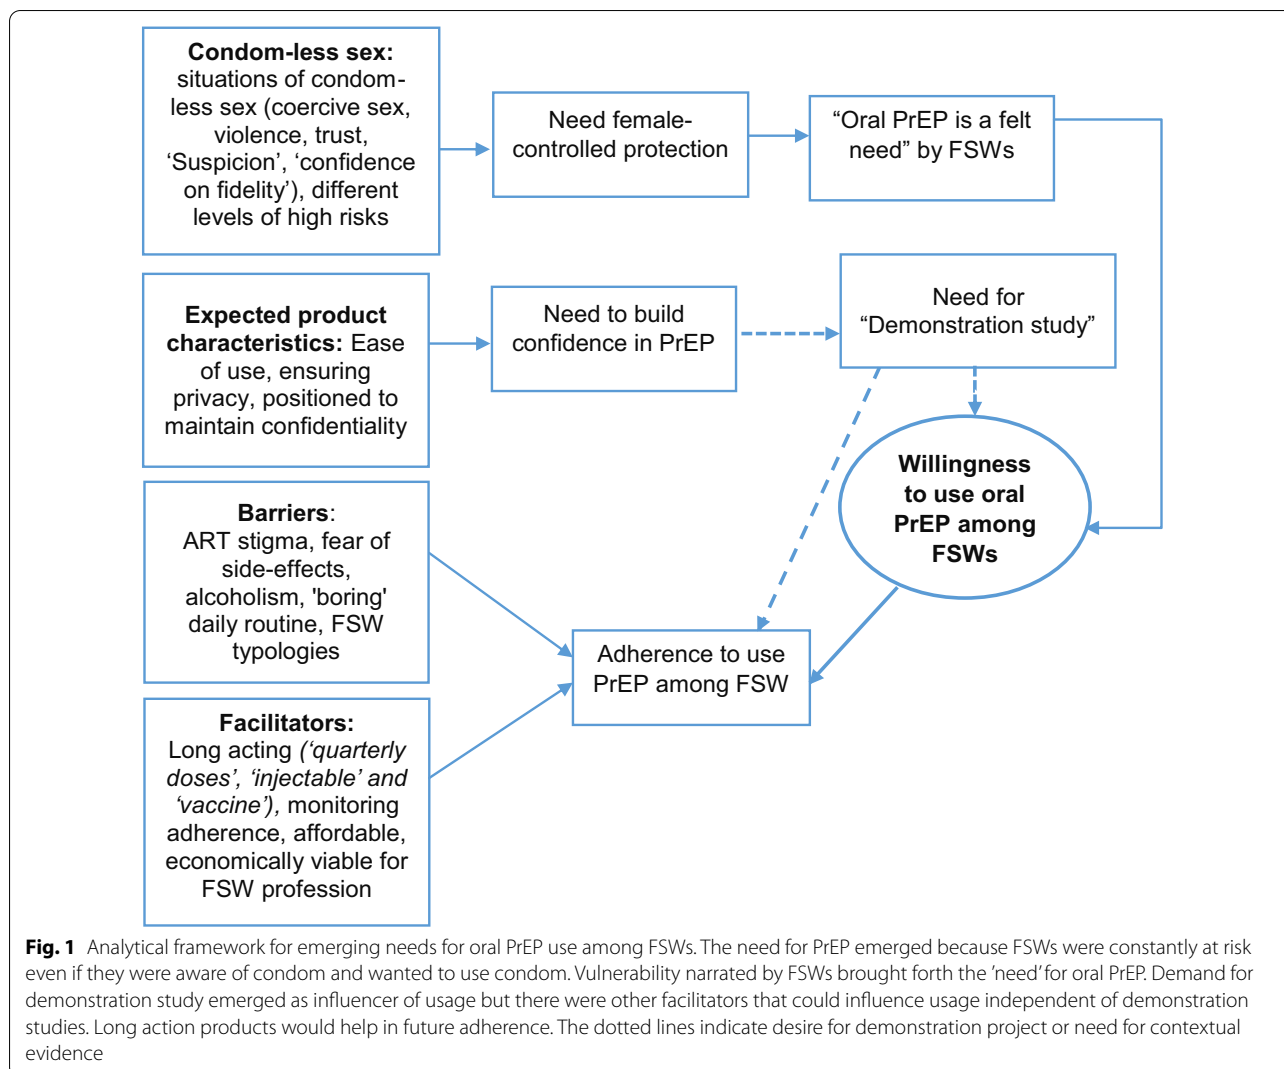 Condom-less sex:
situations of condom-
less sex (coercive sex,
violence, trust,
‘Suspicion’, ‘confidence
on fidelity’), different
levels of high risks
Need female-
controlled protection
“Oral PrEP is a felt
need” by FSWs
Expected product
characteristics: Ease
of use, ensuring
privacy, positioned to
maintain confidentiality
Need to build
confidence in PrEP
Need for
“Demonstration study”
Willingness
to use oral
PrEP among
FSWs
Barriers:
ART stigma, fear of
side-effects,
alcoholism, 'boring'
daily routine, FSW
typologies
Adherence to use
PrEP among FSW
Facilitators:
Long acting (‘quarterly
doses’, ‘injectable’ and
‘vaccine’), monitoring
adherence, affordable,
economically viable for
FSW profession
Fig. 1 Analytical framework for emerging needs for oral PrEP use among FSWs. The need for PrEP emerged because FSWs were constantly at risk
even if they were aware of condom and wanted to use condom. Vulnerability narrated by FSWs brought forth the ’need’ for oral PrEP. Demand for
demonstration study emerged as influencer of usage but there were other facilitators that could influence usage independent of demonstration
studies. Long action products would help in future adherence. The dotted lines indicate desire for demonstration project or need for contextual
evidence